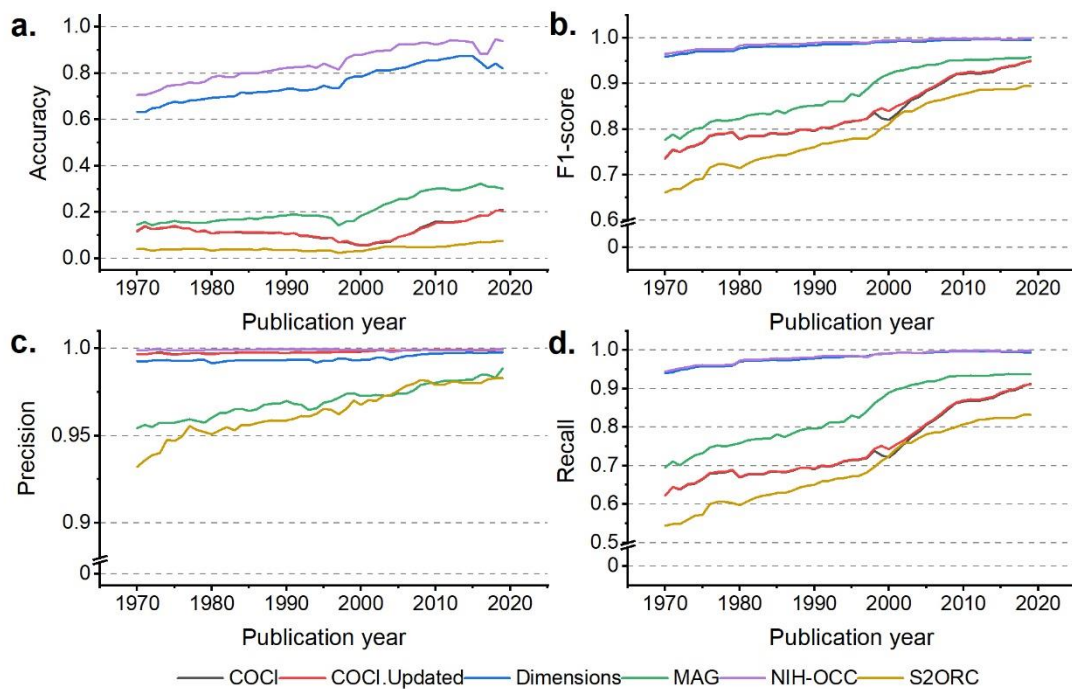 a.
1.0
0.8
0.6
0.4
0.2
0.0
Accuracy
1970 1980 1990 2000 2010 2020
Publication year
b.
1.0
0.9
0.8
0.7
0.6
0
F1-score
1970 1980 1990 2000 2010 2020
Publication year
c.
1.0
0.95
0.9
0
Precision
1970 1980 1990 2000 2010 2020
Publication year
d.
1.0
0.9
0.8
0.7
0.6
0.5
0
Recall
1970 1980 1990 2000 2010 2020
Publication year
COCI COCI.Updated Dimensions MAG NIH-OCC S2ORC